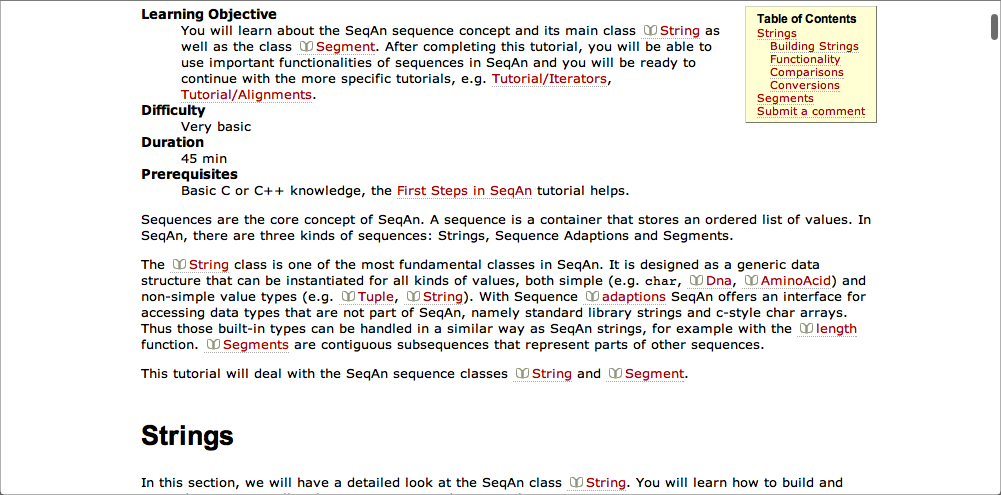 Learning Objective
You will learn about the SeqAn sequence concept and its main class String as
well as the class Segment. After completing this tutorial, you will be able to
use important functionalities of sequences in SeqAn and you will be ready to
continue with the more specific tutorials, e.g. Tutorial/Iterators,
Tutorial/Alignments.
Difficulty
Very basic
Duration
45 min
Prerequisites
Basic C or C++ knowledge, the First Steps in SeqAn tutorial helps.
Table of Contents
Strings
Building Strings
Functionality
Comparisons
Conversions
Segments
Submit a comment
Sequences are the core concept of SeqAn. A sequence is a container that stores an ordered list of values. In
SeqAn, there are three kinds of sequences: Strings, Sequence Adaptions and Segments.
The String class is one of the most fundamental classes in SeqAn. It is designed as a generic data
structure that can be instantiated for all kinds of values, both simple (e.g. char, Dna, AminoAcid) and
non-simple value types (e.g. Tuple, String). With Sequence adaptions SeqAn offers an interface for
accessing data types that are not part of SeqAn, namely standard library strings and c-style char arrays.
Thus those built-in types can be handled in a similar way as SeqAn strings, for example with the length
function. Segments are contiguous subsequences that represent parts of other sequences.
This tutorial will deal with the SeqAn sequence classes String and Segment.
Strings
In this section, we will have a detailed look at the SeqAn class String. You will learn how to build and